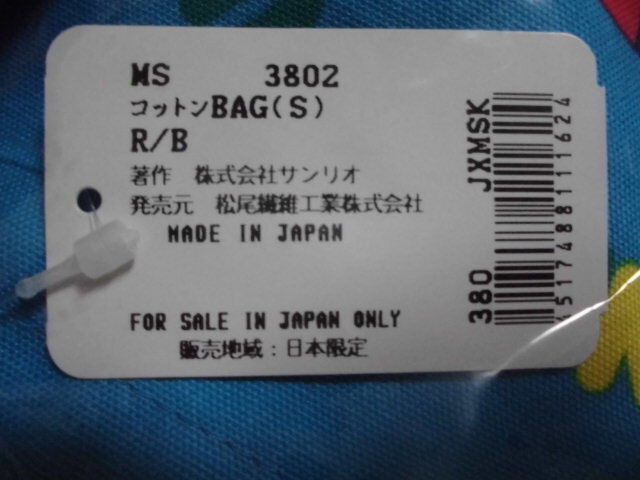 MS 3802
コットンBAG(S)
R/B
著作 株式会社サンリオ
発売元 松尾繊維工業株式会社
MADE IN JAPAN
FOR SALE IN JAPAN ONLY
販売地域:日本限定
JXMSK
380
4517488111624